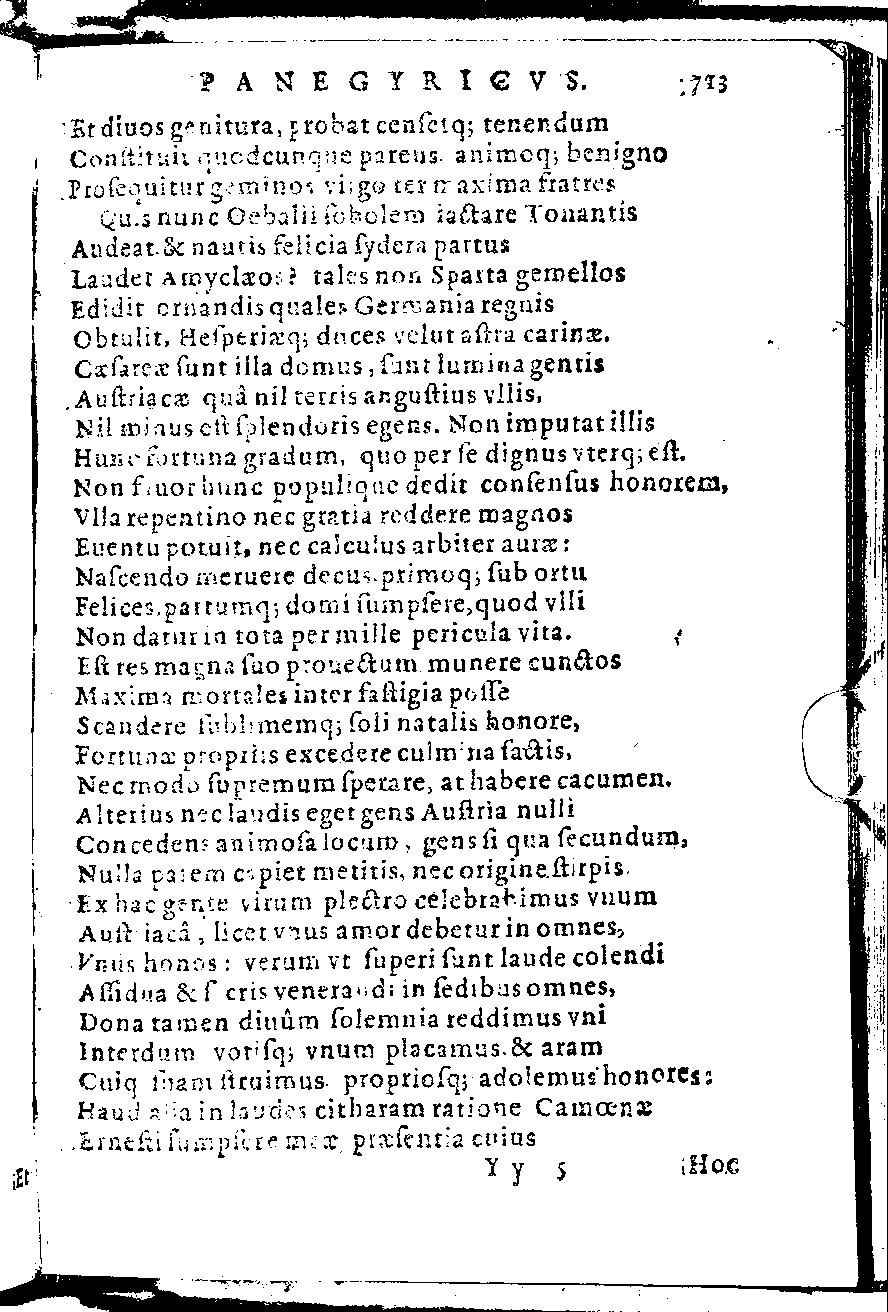 PANEGYRICVS. 713
Et diuos genitura, probat censetq; tenendum
Constituit quodcunque parens. animoq; benigno
Prosequitur geminos virgo ter maxima fratres
Quis nunc Oebalii sobolem iactare Tonantis
Audeat. & nautis felicia sydera partus
Laudet Amyclæos? tales non Sparta gemellos
Edidit ornandis quales Germania regnis
Obtulit, Hesperiæq; duces velut astra carinæ.
Cæsareæ sunt illa domus, sunt lumina gentis
Austriacæ quâ nil terris angustius vllis,
Nil minus est splendoris egens. Non imputat illis
Hunc fortuna gradum, quo per se dignus vterq; est.
Non fauor hunc populique dedit consensus honorem,
Vlla repentino nec gratia reddere magnos
Euentu potuit, nec calculus arbiter auræ:
Nascendo meruere decus. primoq; sub ortu
Felices, partumq; domi sumpsere, quod vlli
Non datur in tota per mille pericula vita.
Est res magna suo prouectum munere cunctos
Maxima mortales inter fastigia posse
Scandere sublimemq; soli natalis honore,
Fortunæ propriis excedere culmina factis,
Nec modo supremum sperare, at habere cacumen.
Alterius nec laudis eget gens Austria nulli
Concedens animosa locum, gens si qua secundum,
Nulla parem capiet meritis, nec origine stirpis.
Ex hac gente virum plectro celebrabimus vnum
Austriacâ, licet vnus amor debetur in omnes,
Vnus honos: verum vt superi sunt laude colendi
Assidua & sacris venerandi in sedibus omnes,
Dona tamen diuûm solemnia reddimus vni
Interdum votisq; vnum placamus. & aram
Cuiq suam struimus. propriosq; adolemus honores:
Haud alia in laudes citharam ratione Camœnæ
Ernesti sumpsere meæ, præsentia cuius
Yy 5 Hoc